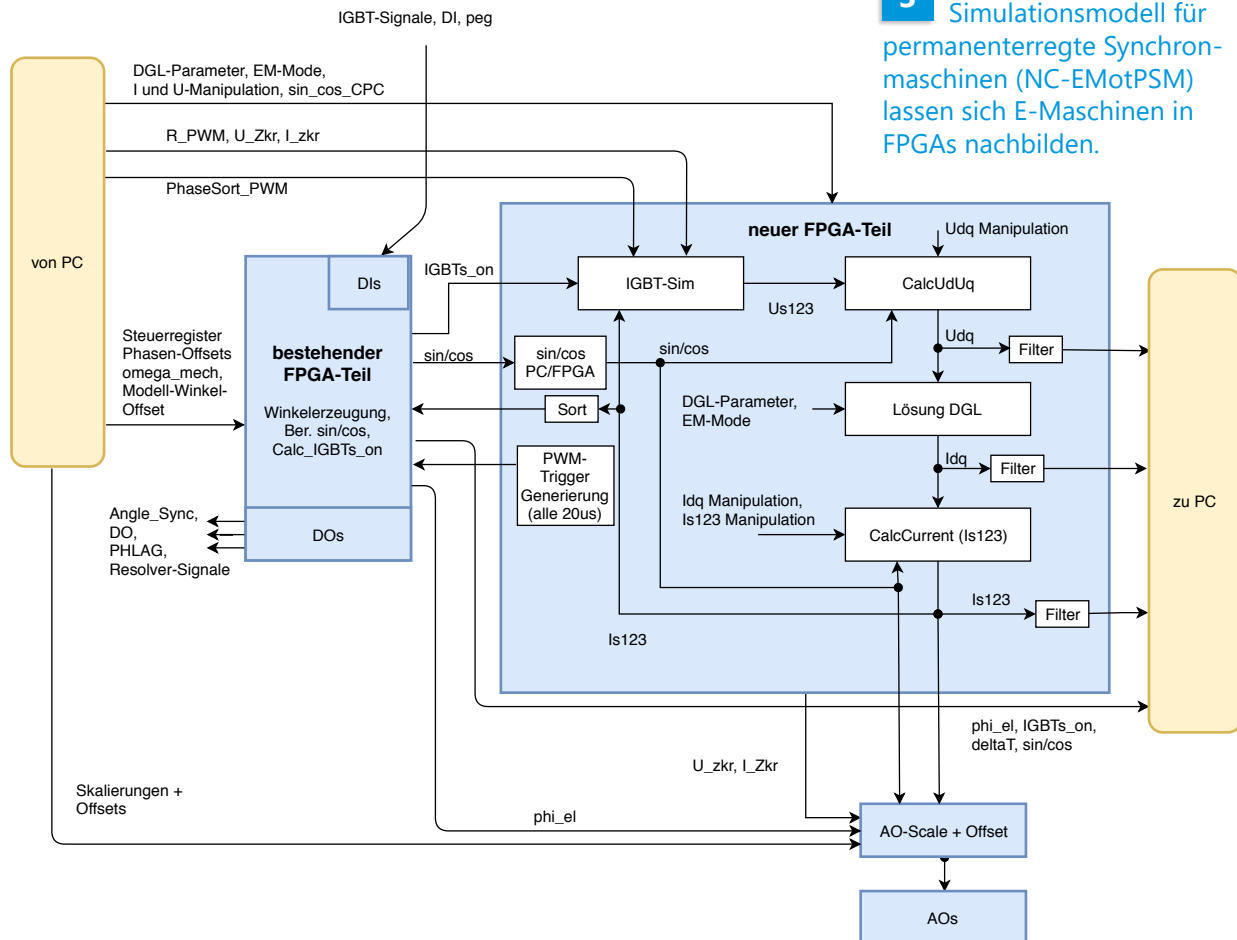 IGBT-Signale, DI, peg
Simulationsmodell für
permanenterregte Synchron-
maschinen (NC-EMotPSM)
lassen sich E-Maschinen in
FPGAs nachbilden.
von PC
DGL-Parameter, EM-Mode,
I und U-Manipulation, sin_cos_CPC
R_PWM, U_Zkr, I_zkr
PhaseSort_PWM
neuer FPGA-Teil
Udq Manipulation
DIs
IGBTs_on
IGBT-Sim
Us123
CalcUdUq
Steuerregister
Phasen-Offsets
omega_mech,
Modell-Winkel-
Offset
bestehender
FPGA-Teil
Winkelerzeugung,
Ber. sin/cos,
Calc_IGBTs_on
sin/cos
sin/cos
PC/FPGA
sin/cos
Udq
Filter
Sort
DGL-Parameter,
EM-Mode
Lösung DGL
PWM-
Trigger
Generierung
(alle 20us)
Idq
Filter
Idq Manipulation,
Is123 Manipulation
CalcCurrent (Is123)
zu PC
Angle_Sync,
DO,
PHLAG,
Resolver-Signale
DOs
Is123
Filter
Is123
phi_el, IGBTs_on,
deltaT, sin/cos
U_zkr, I_Zkr
Skalierungen +
Offsets
phi_el
AO-Scale + Offset
AOs